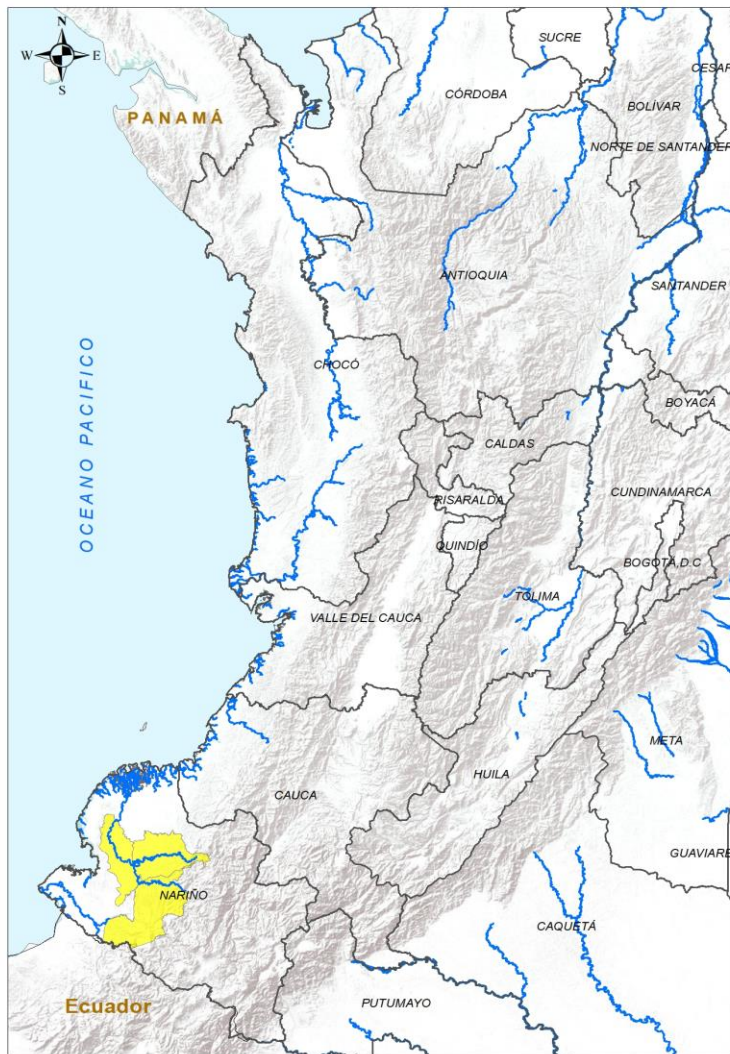 N
W E
S
PANAMÁ
SUCRE
CESAR
CÓRDOBA
BOLÍVAR
NORTE DE SANTANDER
ANTIOQUIA
SANTANDER
CHOCÓ
OCEANO PACIFICO
BOYACÁ
CALDAS
CUNDINAMARCA
RISARALDA
QUINDÍO
BOGOTÁ,D.C
TOLIMA
VALLE DEL CAUCA
META
HUILA
CAUCA
GUAVIARE
NARIÑO
CAQUETÁ
Ecuador
PUTUMAYO